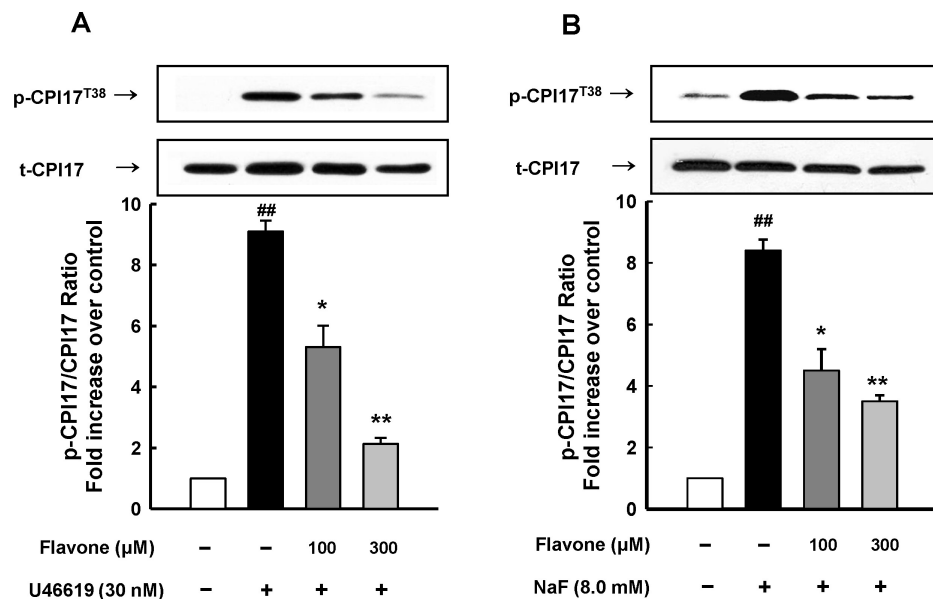 A
p-CPI17T38 →
t-CPI17 →
p-CPI17/CPI17 Ratio
Fold increase over control
10
8
6
4
2
0
##
*
**
Flavone (µM) – – 100 300
U46619 (30 nM) – + + +
B
p-CPI17T38 →
t-CPI17 →
p-CPI17/CPI17 Ratio
Fold increase over control
10
8
6
4
2
0
##
*
**
Flavone (µM) – – 100 300
NaF (8.0 mM) – + + +